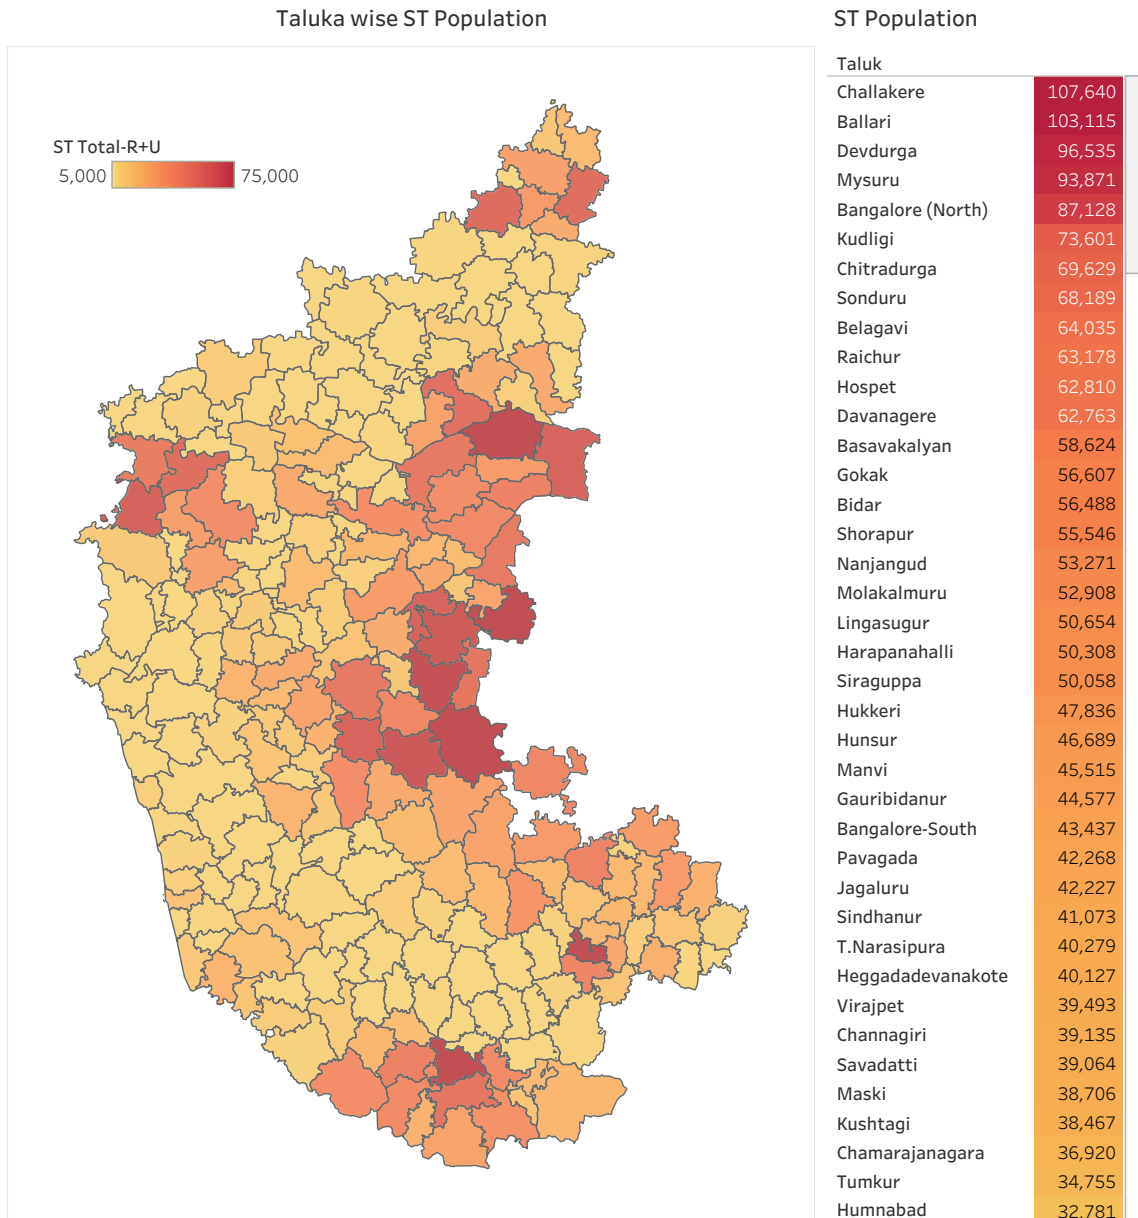 Taluka wise ST Population
ST Total-R+U
5,000 75,000
ST Population
Taluk
Challakere 107,640
Ballari 103,115
Devdurga 96,535
Mysuru 93,871
Bangalore (North) 87,128
Kudligi 73,601
Chitradurga 69,629
Sonduru 68,189
Belagavi 64,035
Raichur 63,178
Hospet 62,810
Davanagere 62,763
Basavakalyan 58,624
Gokak 56,607
Bidar 56,488
Shorapur 55,546
Nanjangud 53,271
Molakalmuru 52,908
Lingasugur 50,654
Harapanahalli 50,308
Siraguppa 50,058
Hukkeri 47,836
Hunsur 46,689
Manvi 45,515
Gauribidanur 44,577
Bangalore-South 43,437
Pavagada 42,268
Jagaluru 42,227
Sindhanur 41,073
T.Narasipura 40,279
Heggadadevanakote 40,127
Virajpet 39,493
Channagiri 39,135
Savadatti 39,064
Maski 38,706
Kushtagi 38,467
Chamarajanagara 36,920
Tumkur 34,755
Humnabad 32,781